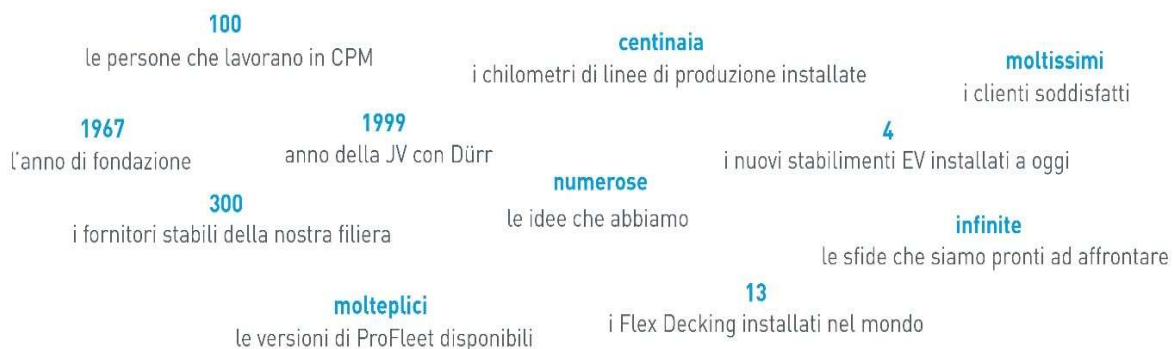 100
le persone che lavorano in CPM
centinaia
i chilometri di linee di produzione installate
moltissimi
i clienti soddisfatti
1967
l'anno di fondazione
1999
anno della JV con Dürr
4
i nuovi stabilimenti EV installati a oggi
numerose
le idee che abbiamo
300
i fornitori stabili della nostra filiera
infinite
le sfide che siamo pronti ad affrontare
molteplici
le versioni di ProFleet disponibili
13
i Flex Decking installati nel mondo